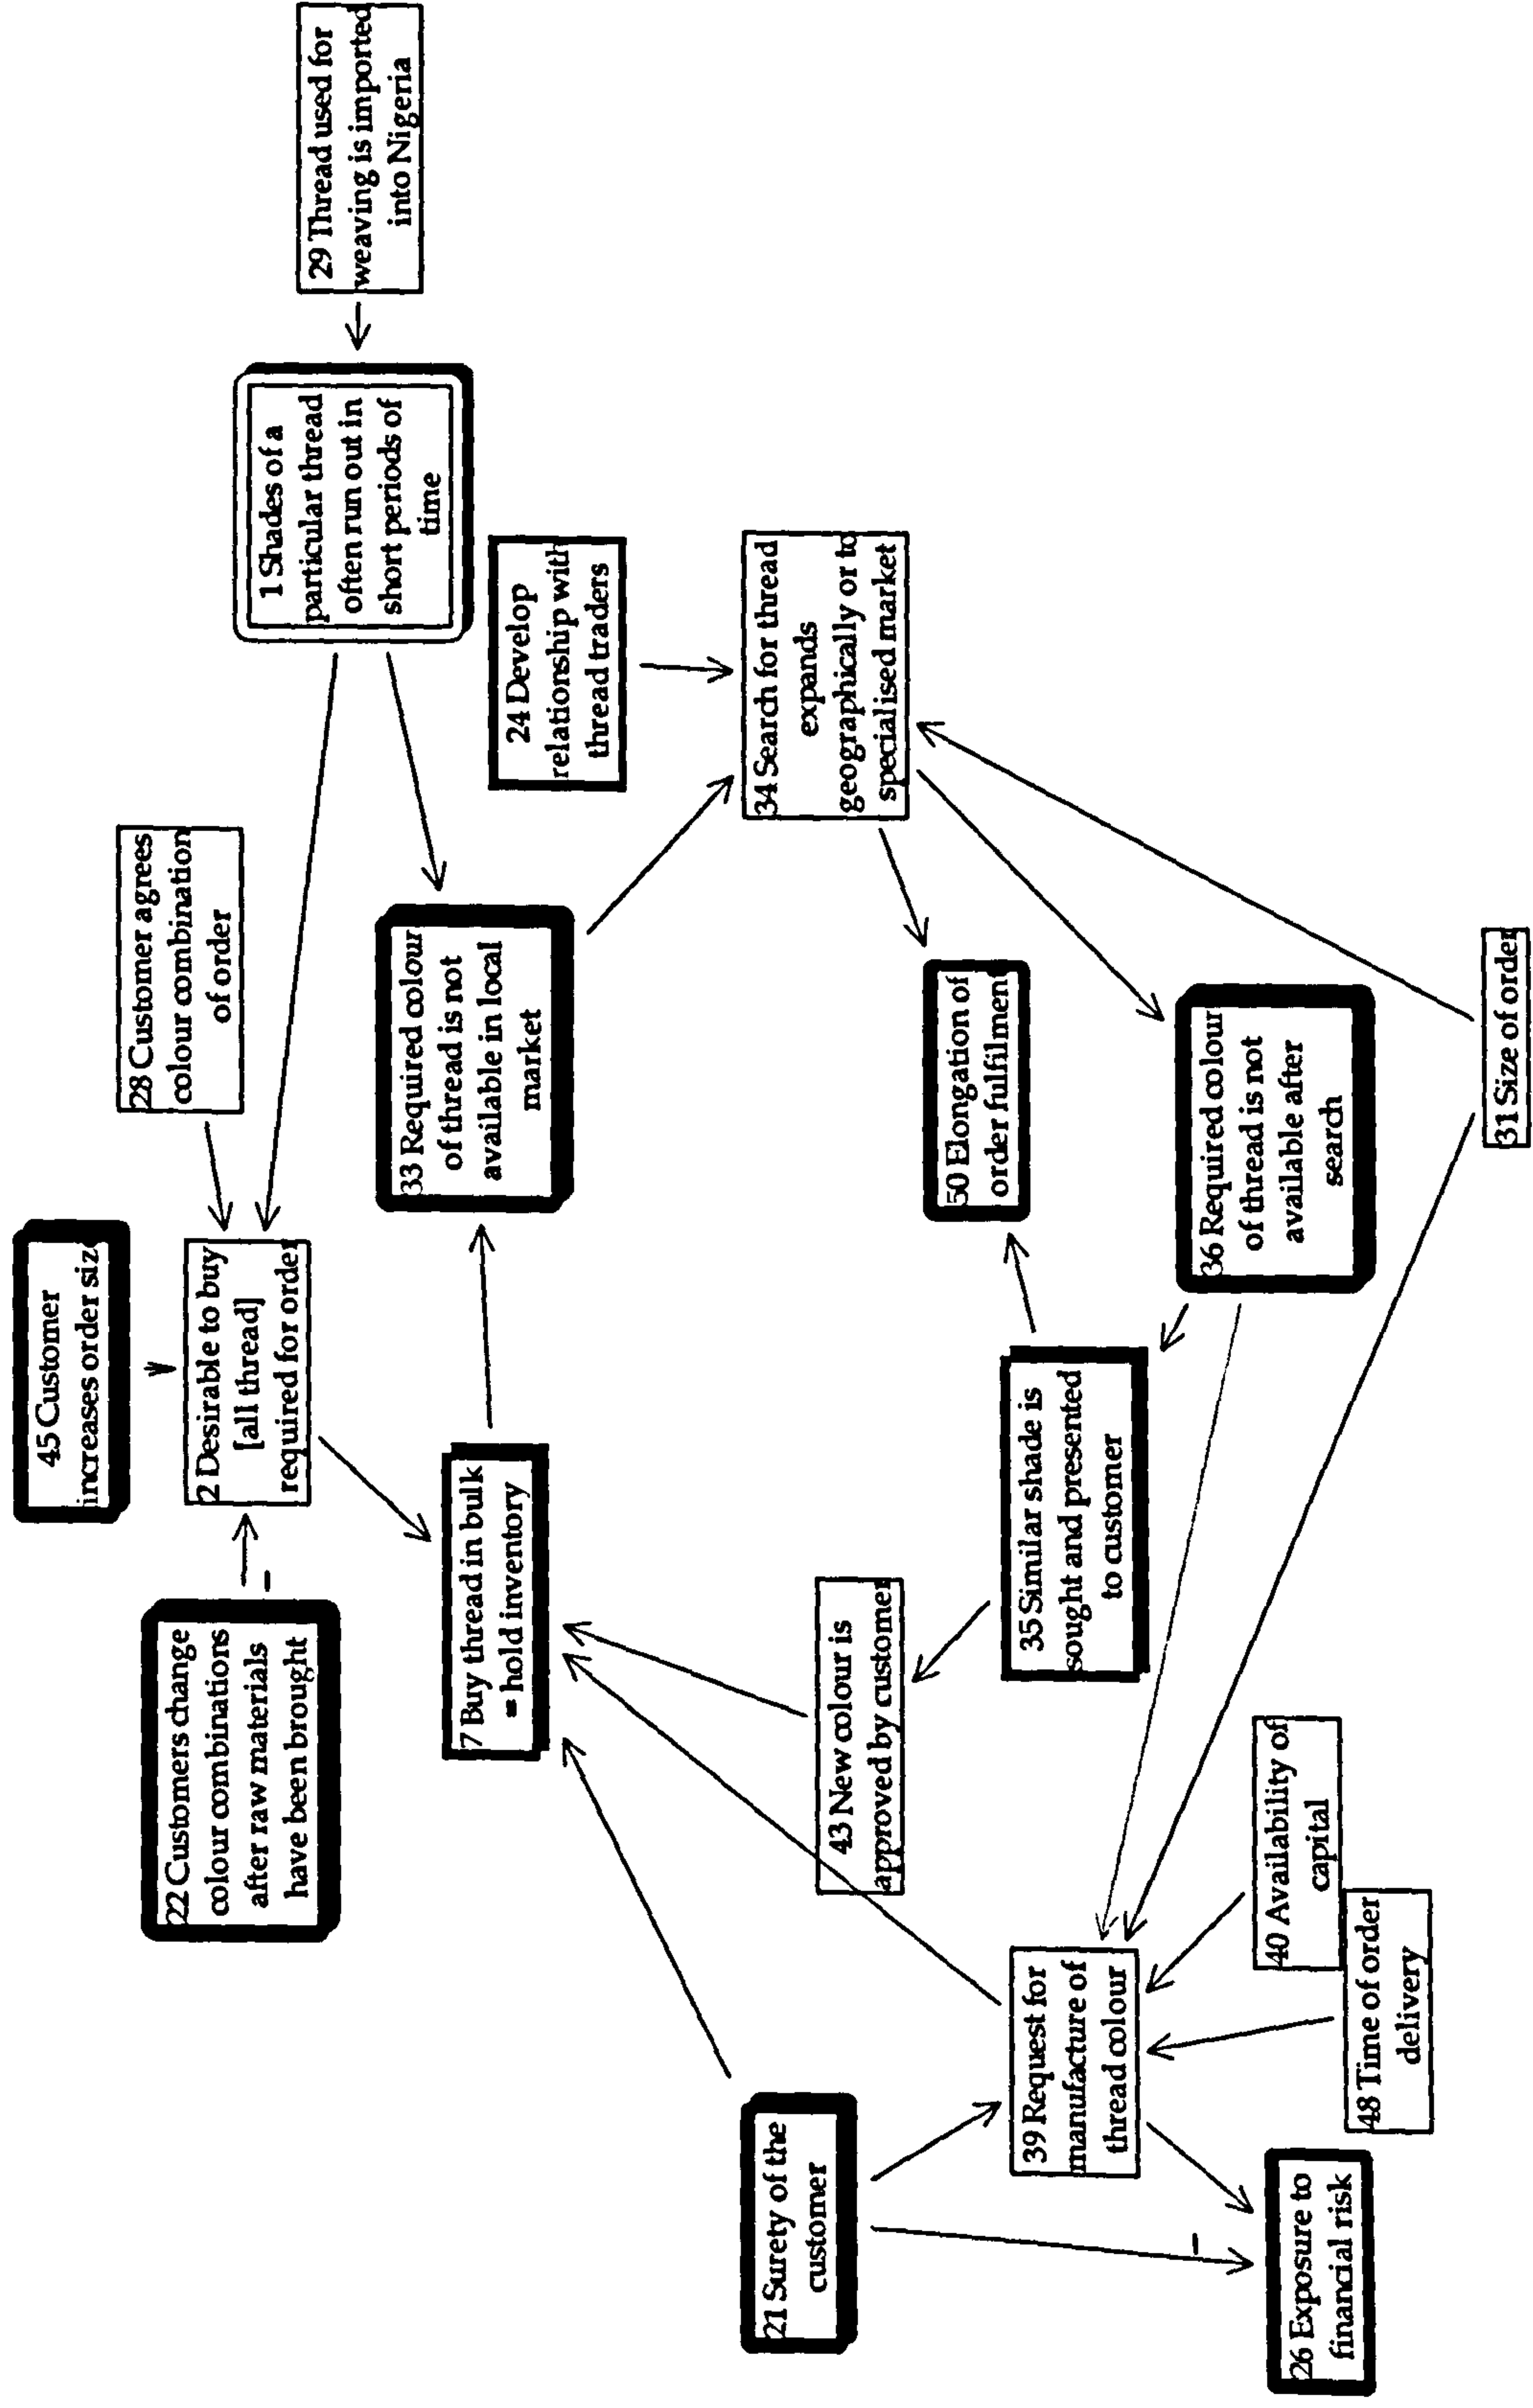 45 Customer
increases order size
22 Customers change
colour combinations
after raw materials
have been brought
2 Desirable to buy
[all thread]
required for order
28 Customer agrees
colour combination
of order
1 Shades of a
particular thread
often run out in
short periods of
time
29 Thread used for
weaving is imported
into Nigeria
7 Buy thread in bulk
= hold inventory
33 Required colour
of thread is not
available in local
market
24 Develop
relationship with
thread traders
21 Surety of the
customer
43 New colour is
approved by customer
34 Search for thread
expands
geographically or to
specialised market
50 Elongation of
order fulfilment
39 Request for
manufacture of
thread colour
35 Similar shade is
sought and presented
to customer
36 Required colour
of thread is not
available after
search
26 Exposure to
financial risk
40 Availability of
capital
48 Time of order
delivery
31 Size of order
-
-